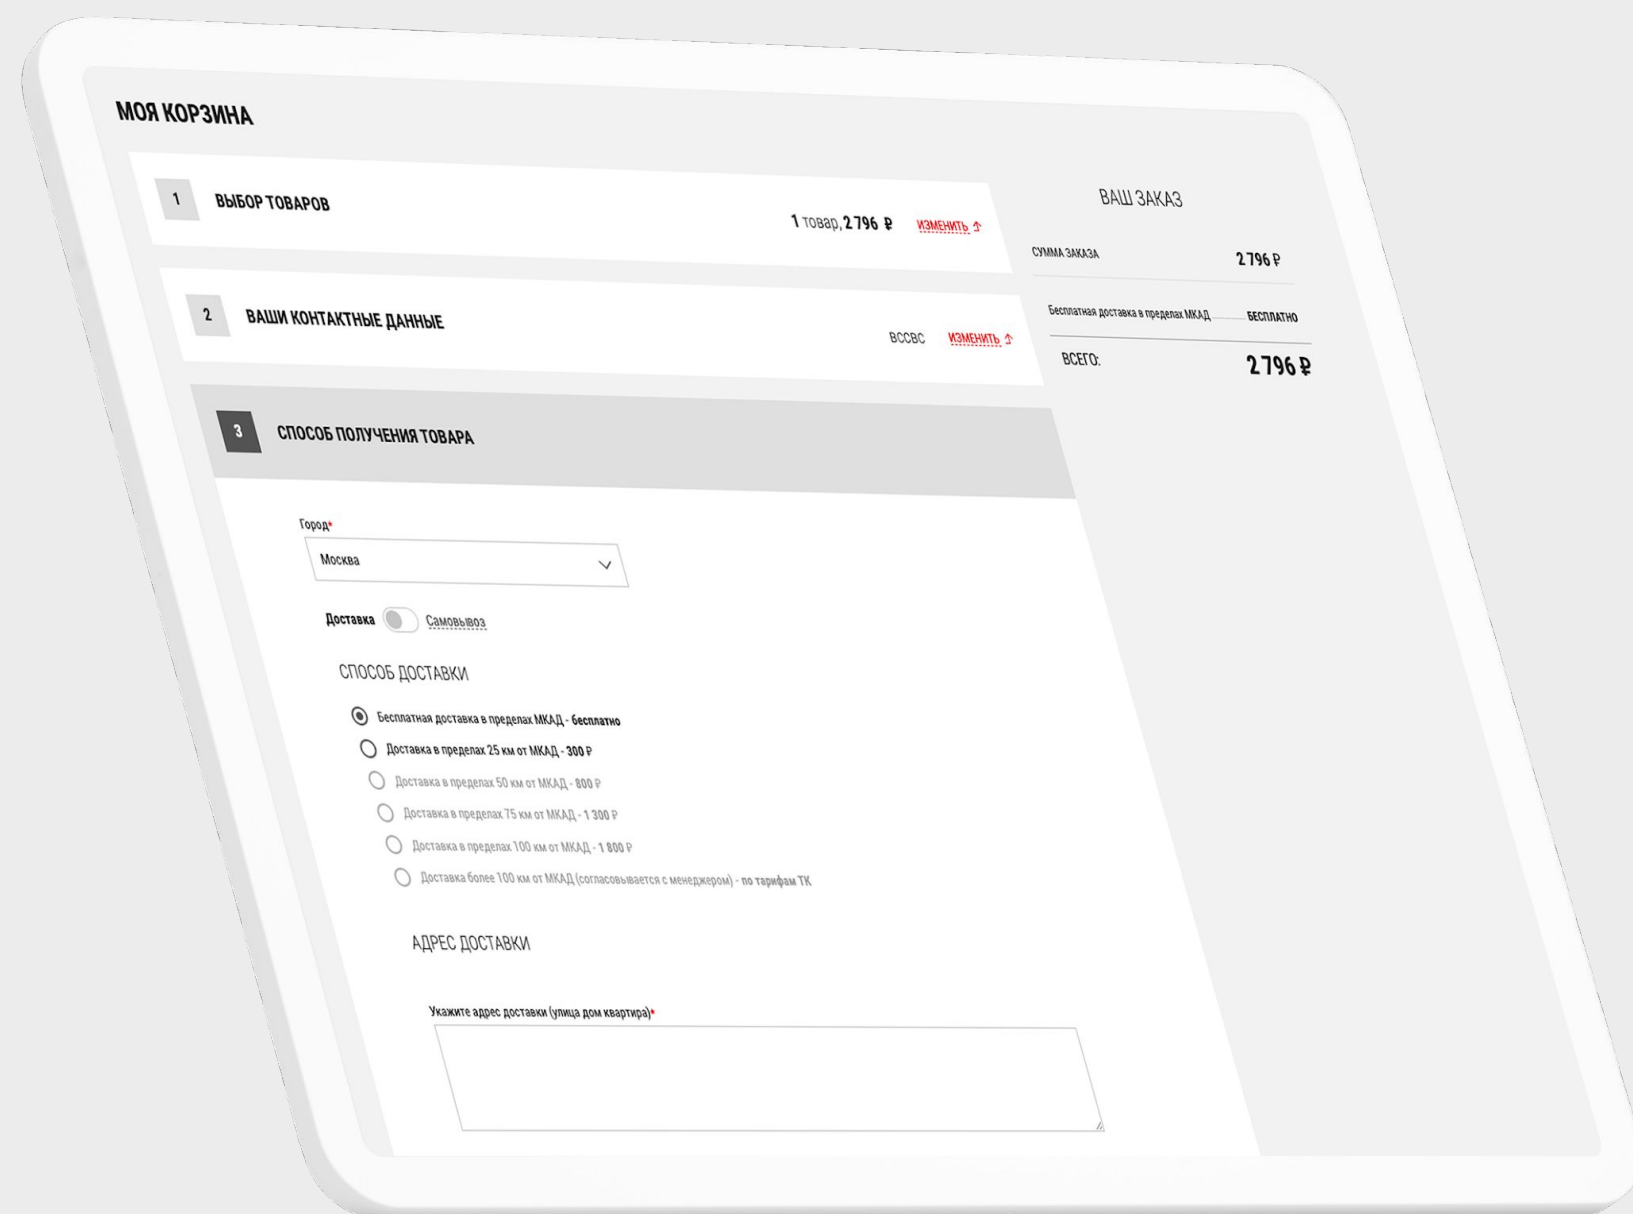 МОЯ КОРЗИНА
1 ВЫБОР ТОВАРОВ 1 товар, 2 796 ₽ ИЗМЕНИТЬ
2 ВАШИ КОНТАКТНЫЕ ДАННЫЕ ВССВС ИЗМЕНИТЬ
3 СПОСОБ ПОЛУЧЕНИЯ ТОВАРА
Город*
Москва
Доставка Самовывоз
СПОСОБ ДОСТАВКИ
Бесплатная доставка в пределах МКАД - бесплатно
Доставка в пределах 25 км от МКАД - 300 ₽
Доставка в пределах 50 км от МКАД - 800 ₽
Доставка в пределах 75 км от МКАД - 1 300 ₽
Доставка в пределах 100 км от МКАД - 1 800 ₽
Доставка более 100 км от МКАД (согласовывается с менеджером) - по тарифам ТК
АДРЕС ДОСТАВКИ
Укажите адрес доставки (улица дом квартира)*
ВАШ ЗАКАЗ
СУММА ЗАКАЗА 2 796 ₽
Бесплатная доставка в пределах МКАД БЕСПЛАТНО
ВСЕГО: 2 796 ₽